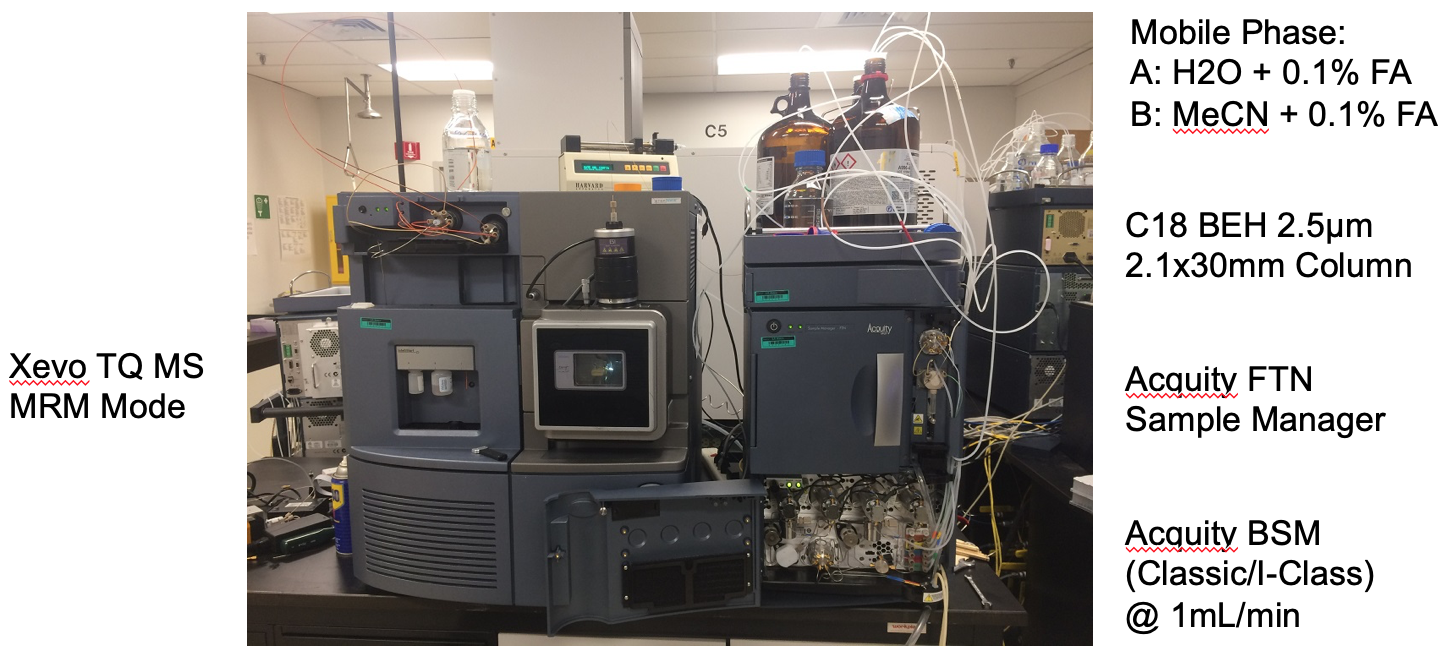 Mobile Phase:
A: H2O + 0.1% FA
B: MeCN + 0.1% FA
C18 BEH 2.5µm
2.1x30mm Column
Xevo TQ MS
MRM Mode
Acquity FTN
Sample Manager
Acquity BSM
(Classic/I-Class)
@ 1mL/min
C5
HARVARD
Acquity